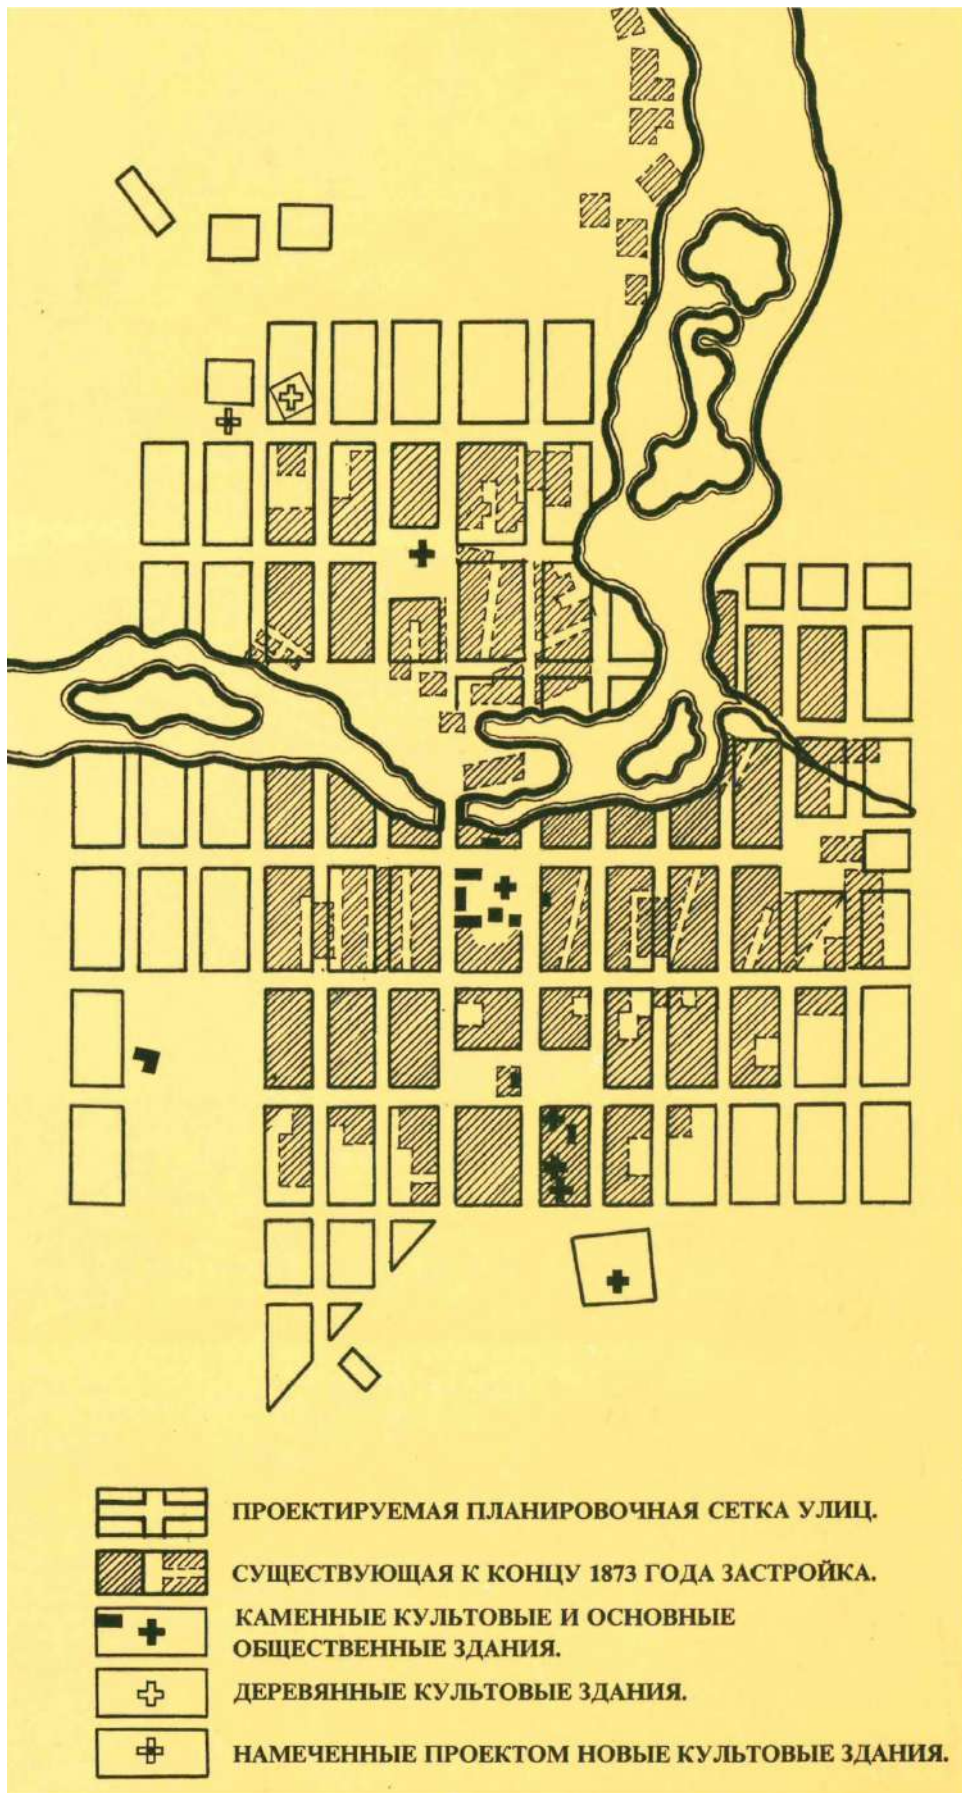 ПРОЕКТИРУЕМАЯ ПЛАНИРОВОЧНАЯ СЕТКА УЛИЦ.
СУЩЕСТВУЮЩАЯ К КОНЦУ 1873 ГОДА ЗАСТРОЙКА.
КАМЕННЫЕ КУЛЬТОВЫЕ И ОСНОВНЫЕ
ОБЩЕСТВЕННЫЕ ЗДАНИЯ.
ДЕРЕВЯННЫЕ КУЛЬТОВЫЕ ЗДАНИЯ.
НАМЕЧЕННЫЕ ПРОЕКТОМ НОВЫЕ КУЛЬТОВЫЕ ЗДАНИЯ.